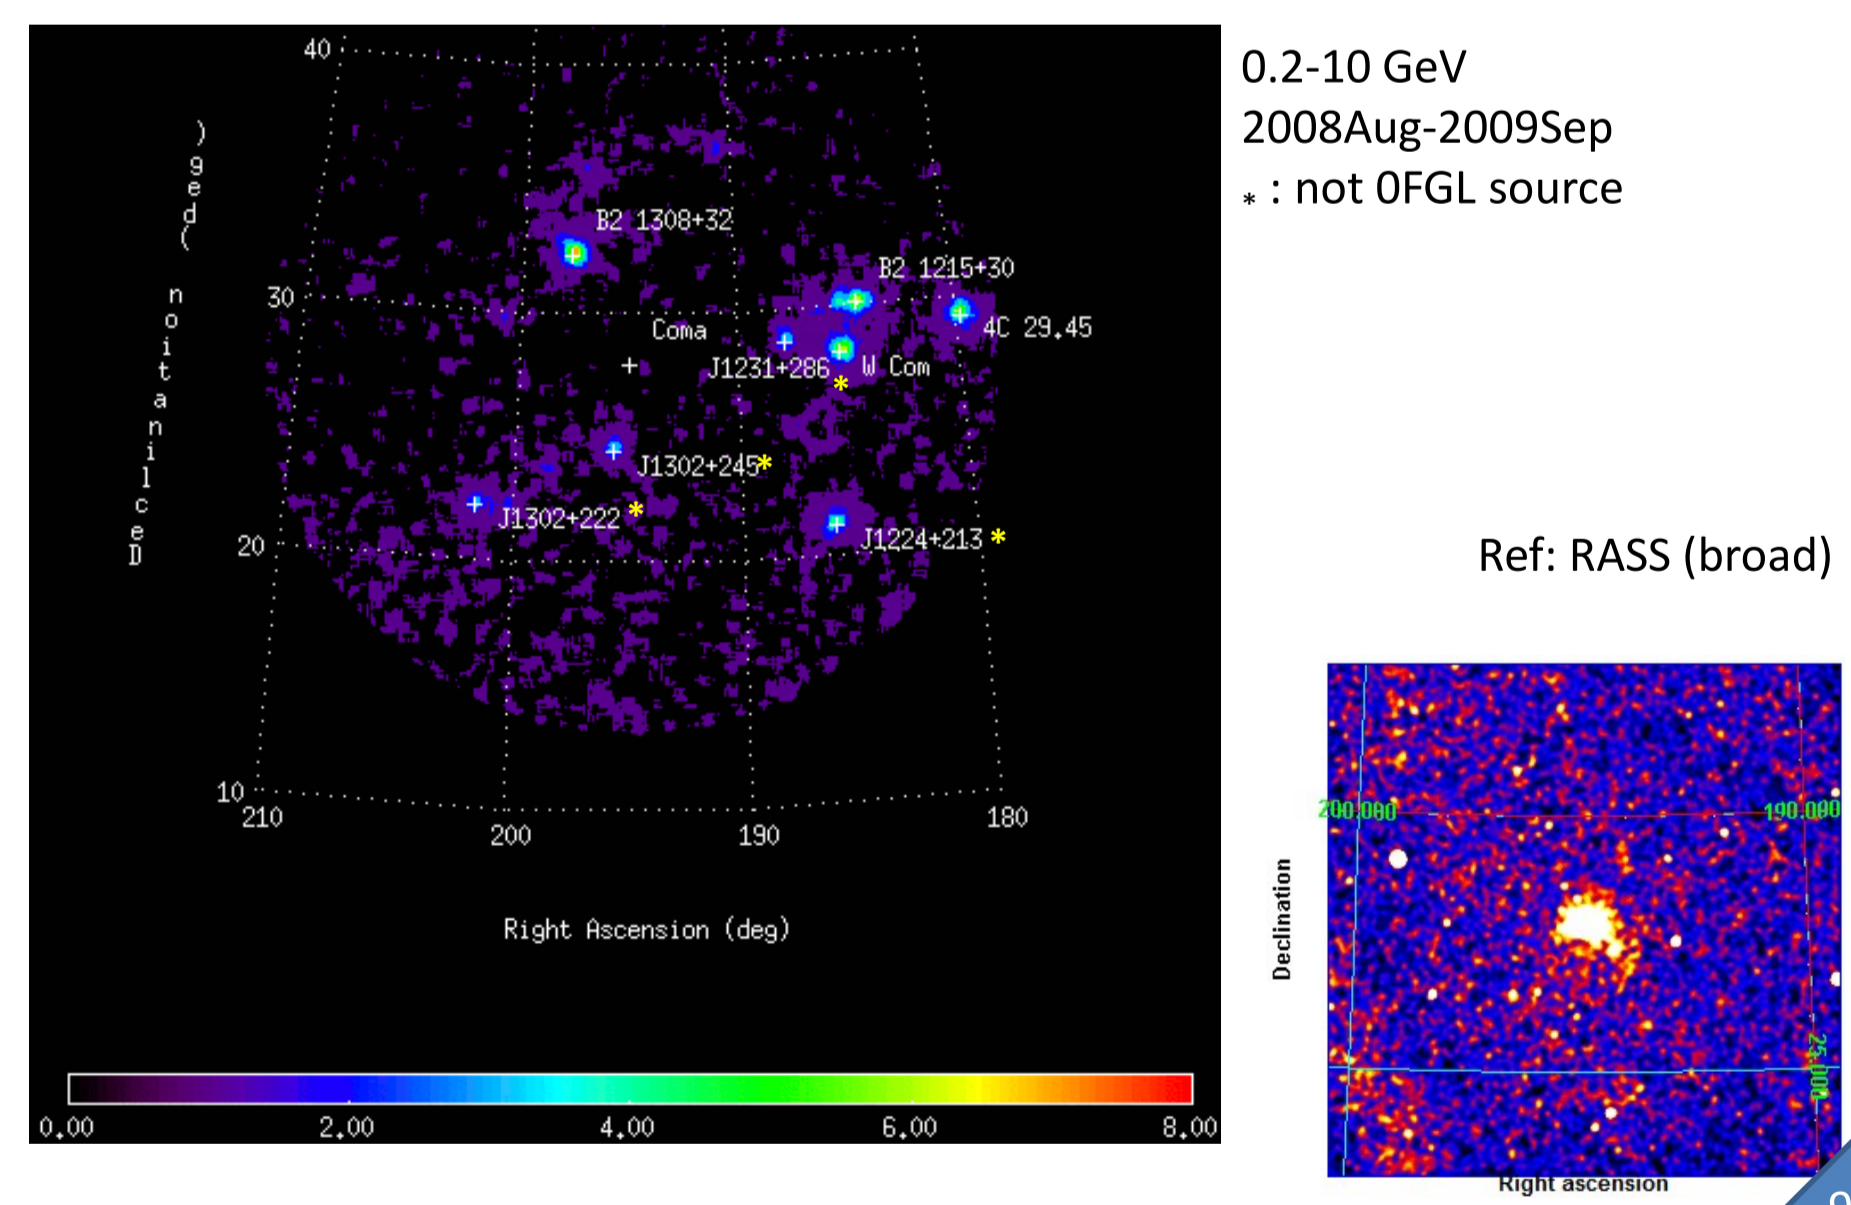 40
B2 1308+32
B2 1215+30
30
Coma
4C 29.45
J1231+286
W Com
*
J1302+245*
J1302+222 *
20
J1224+213 *
10
210
200
190
180
Declination (deg)
Right Ascension (deg)
0.00 2.00 4.00 6.00 8.00
0.2-10 GeV
2008Aug-2009Sep
* : not 0FGL source
Ref: RASS (broad)
200.000
190.000
25.000
Declination
Right ascension